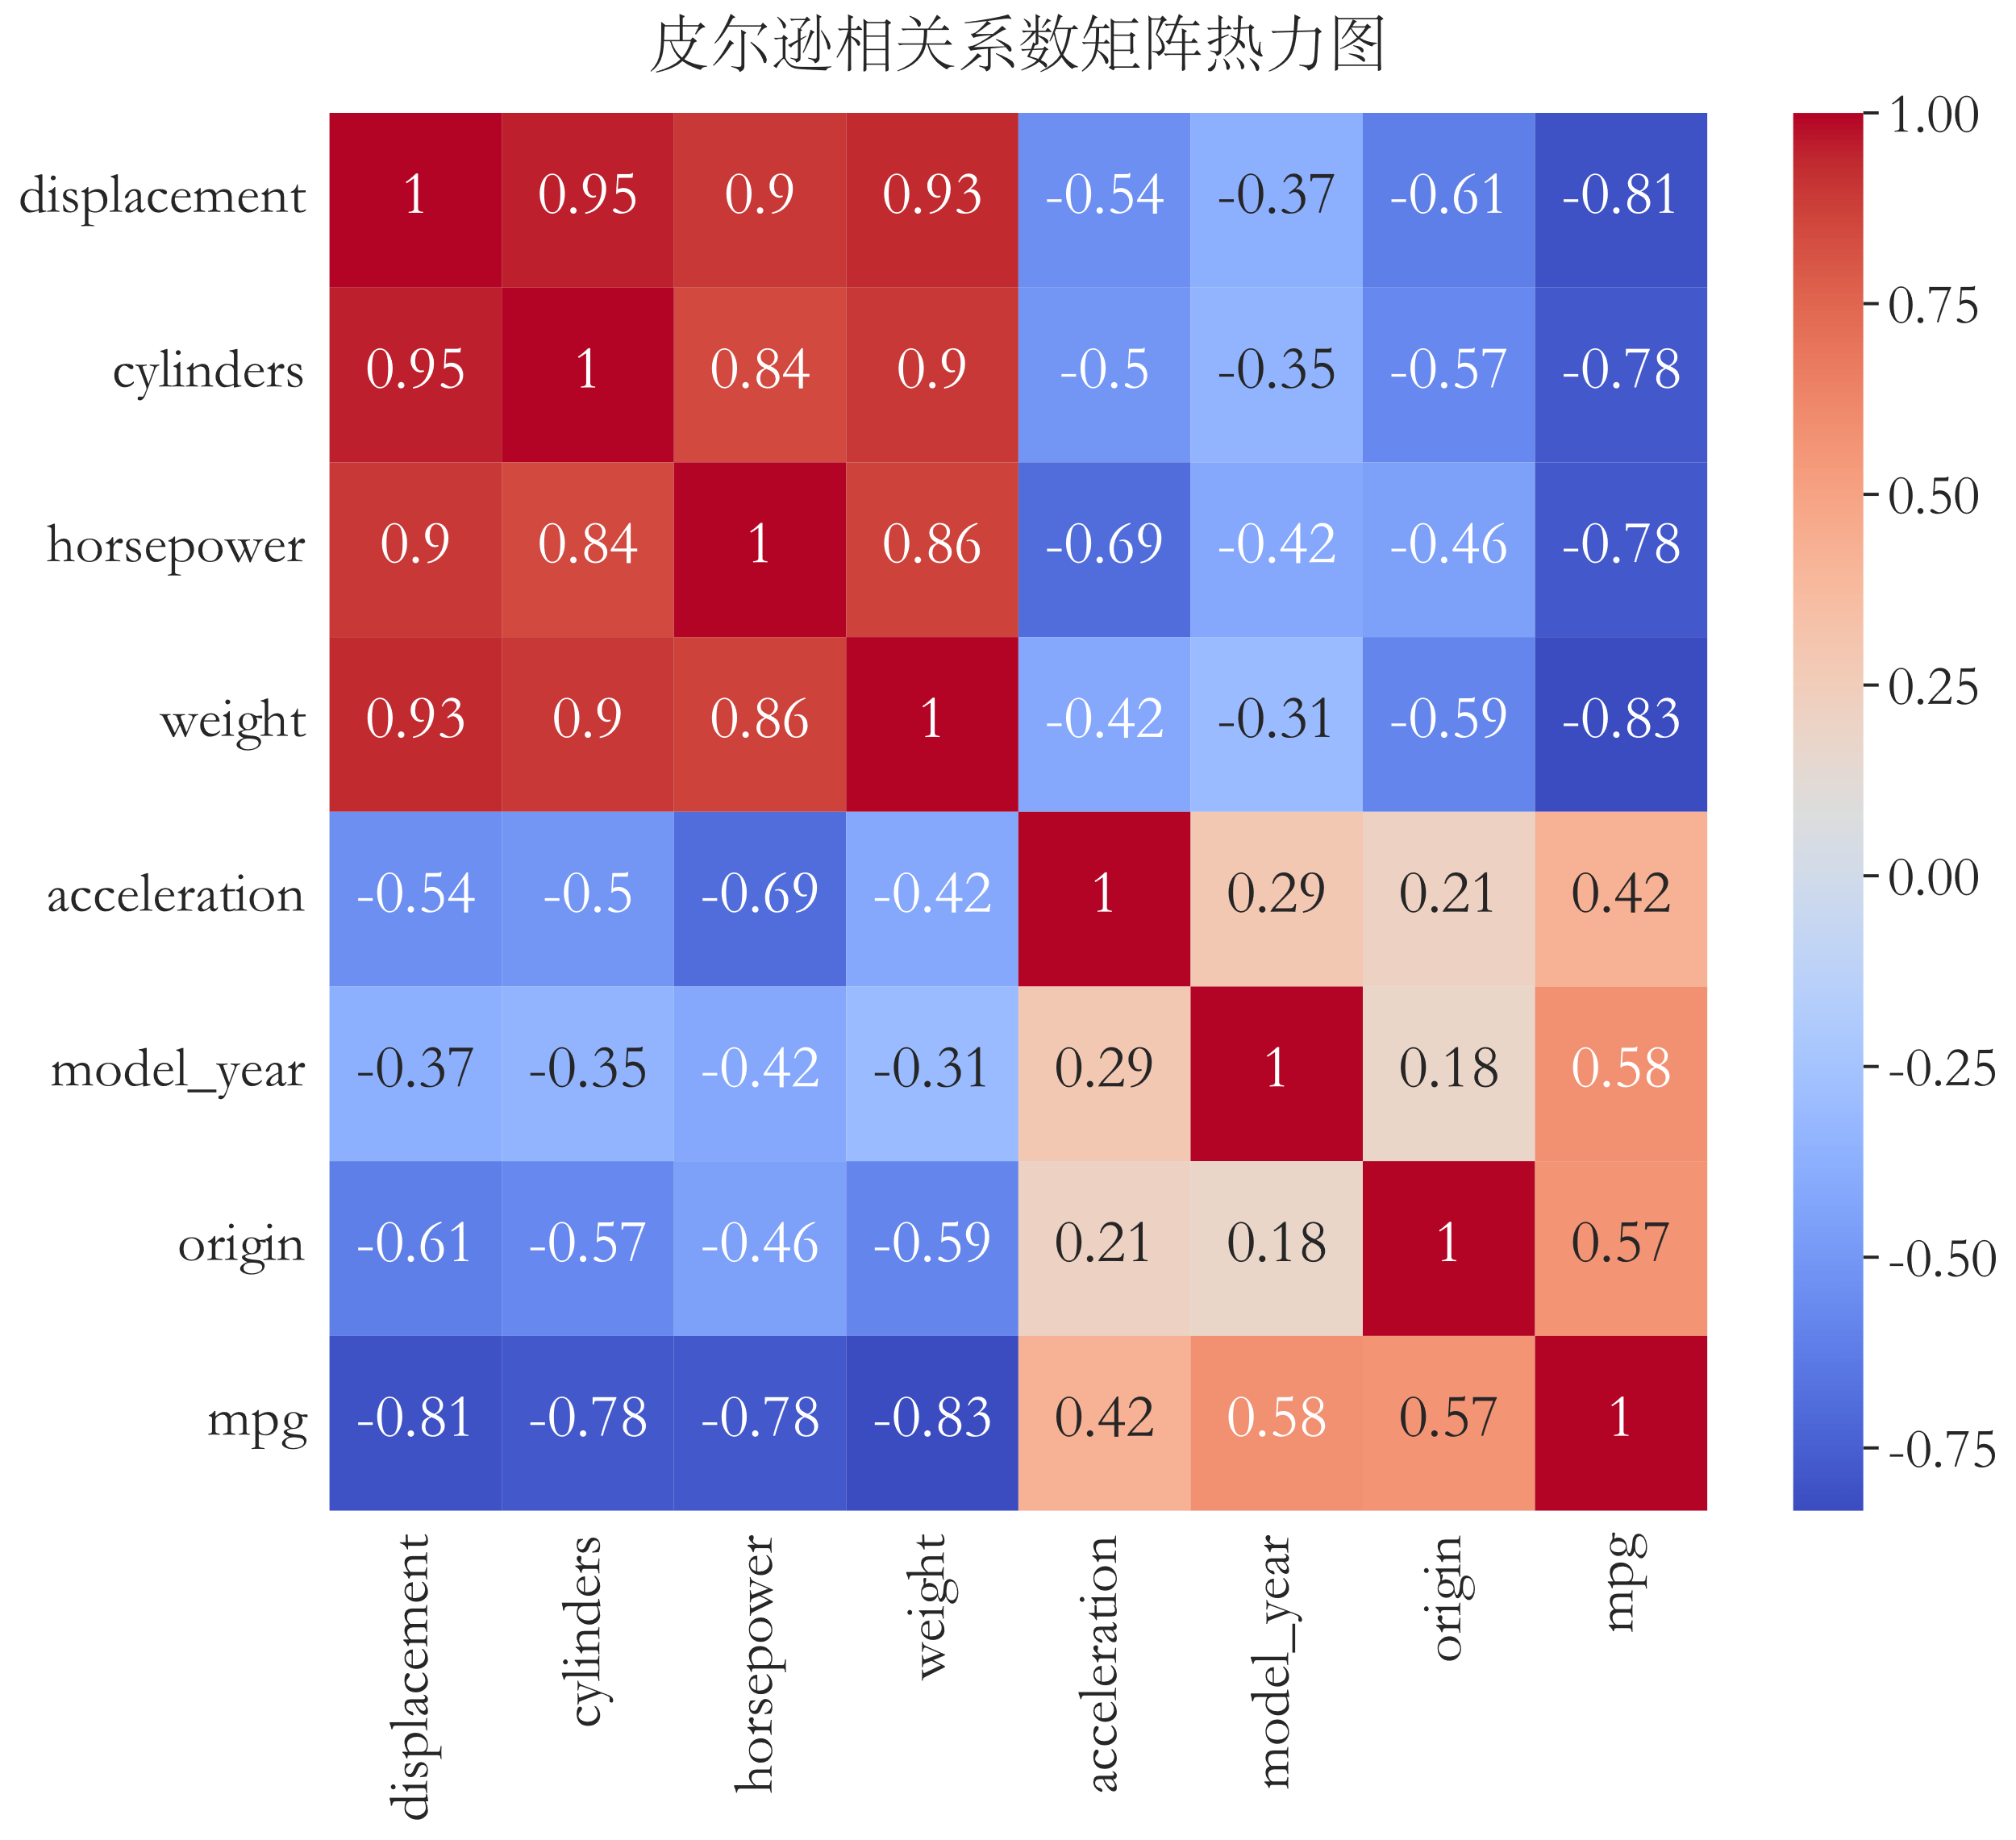 皮尔逊相关系数矩阵热力图
displacement 1 0.95 0.9 0.93 -0.54 -0.37 -0.61 -0.81
cylinders 0.95 1 0.84 0.9 -0.5 -0.35 -0.57 -0.78
horsepower 0.9 0.84 1 0.86 -0.69 -0.42 -0.46 -0.78
weight 0.93 0.9 0.86 1 -0.42 -0.31 -0.59 -0.83
acceleration -0.54 -0.5 -0.69 -0.42 1 0.29 0.21 0.42
model_year -0.37 -0.35 -0.42 -0.31 0.29 1 0.18 0.58
origin -0.61 -0.57 -0.46 -0.59 0.21 0.18 1 0.57
mpg -0.81 -0.78 -0.78 -0.83 0.42 0.58 0.57 1
displacement
cylinders
horsepower
weight
acceleration
model_year
origin
mpg
1.00
0.75
0.50
0.25
0.00
-0.25
-0.50
-0.75